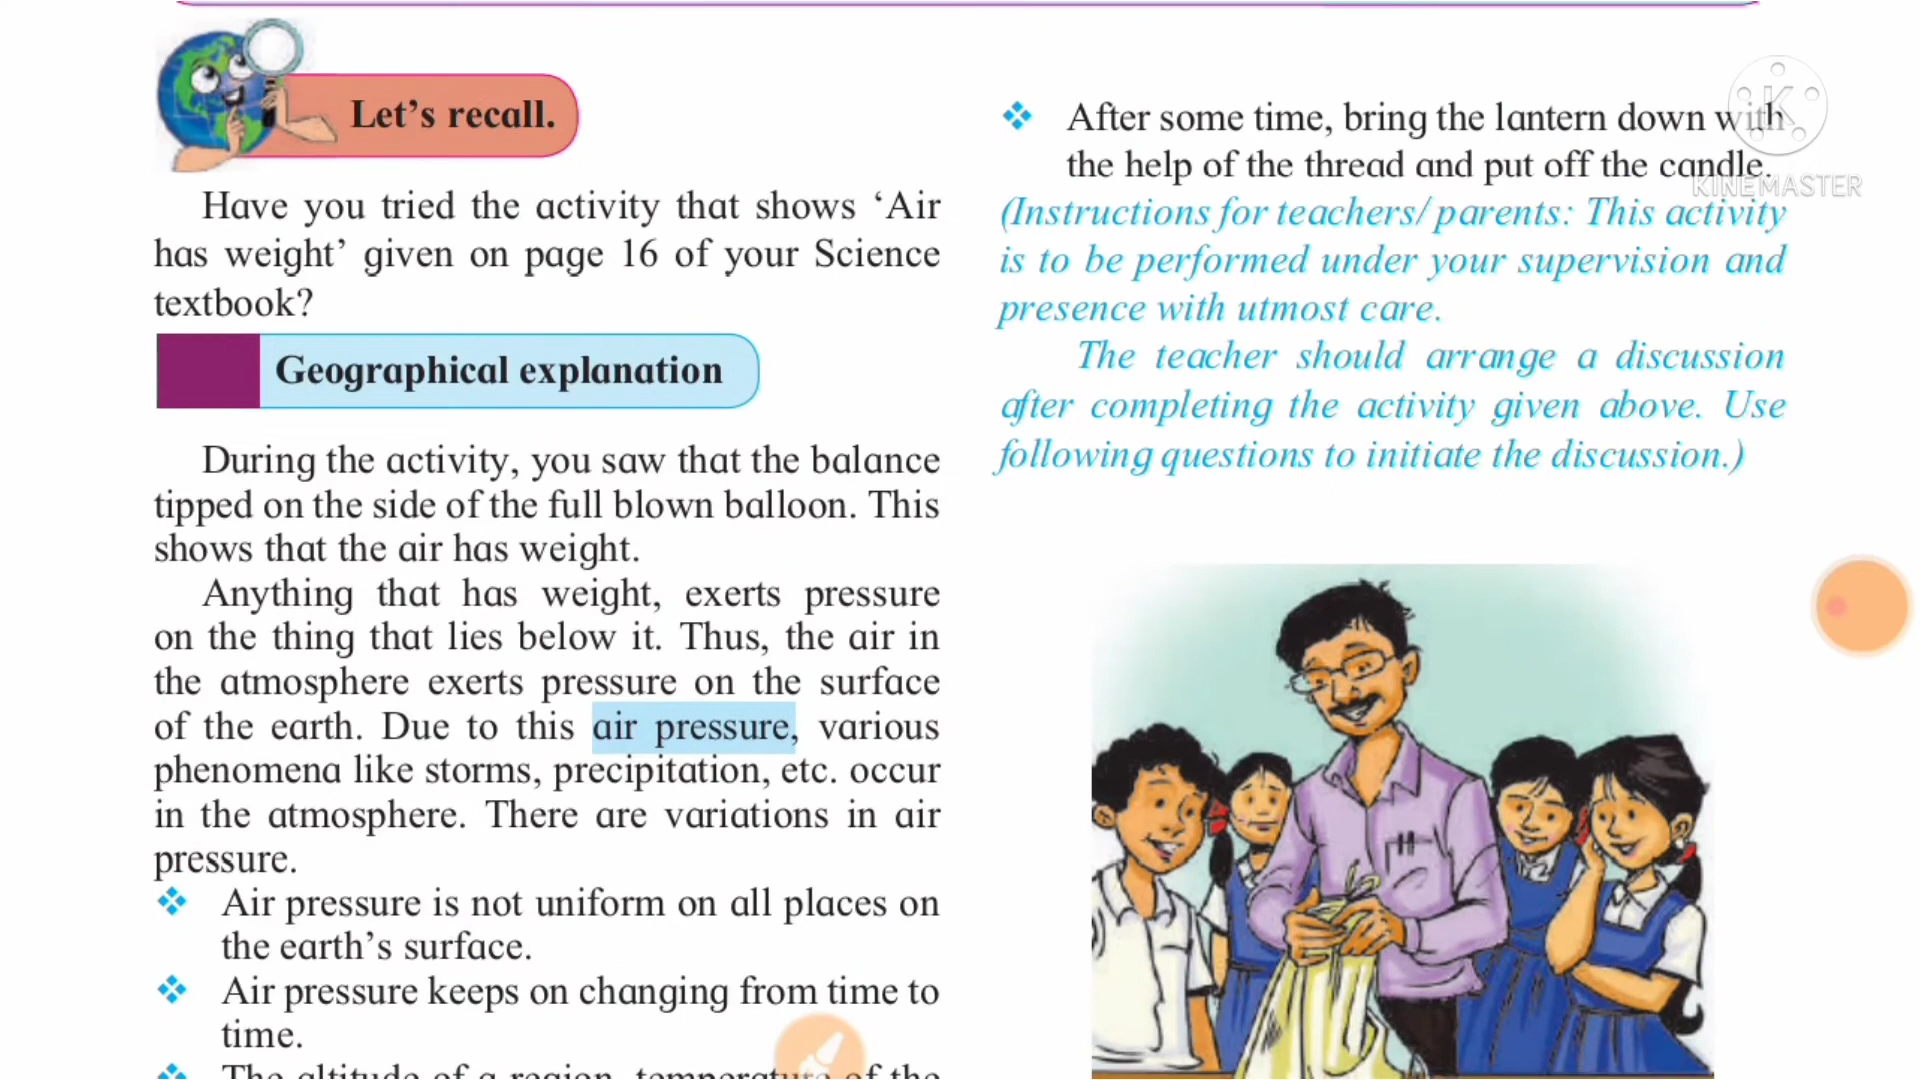 Let’s recall.
Have you tried the activity that shows ‘Air
has weight’ given on page 16 of your Science
textbook?
Geographical explanation
During the activity, you saw that the balance
tipped on the side of the full blown balloon. This
shows that the air has weight.
Anything that has weight, exerts pressure
on the thing that lies below it. Thus, the air in
the atmosphere exerts pressure on the surface
of the earth. Due to this air pressure, various
phenomena like storms, precipitation, etc. occur
in the atmosphere. There are variations in air
pressure.
❖ Air pressure is not uniform on all places on
the earth’s surface.
❖ Air pressure keeps on changing from time to
time.
❖ The altitude of a region, temperature of the
❖ After some time, bring the lantern down with
the help of the thread and put off the candle.
(Instructions for teachers/ parents: This activity
is to be performed under your supervision and
presence with utmost care.
The teacher should arrange a discussion
after completing the activity given above. Use
following questions to initiate the discussion.)
K
KINEMASTER